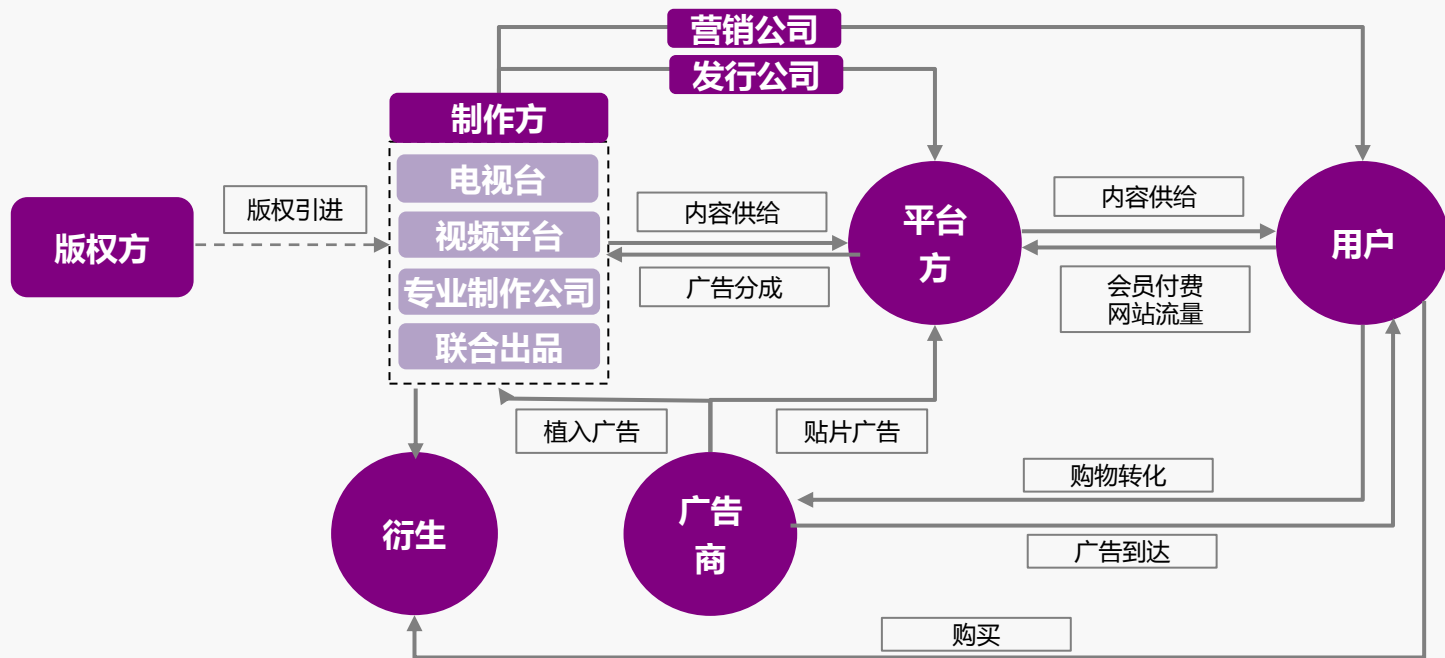 营销公司
发行公司
制作方
电视台
视频平台
专业制作公司
联合出品
版权方
版权引进
内容供给
广告分成
平台
方
内容供给
会员付费
网站流量
用户
植入广告
贴片广告
衍生
广告
商
购物转化
广告到达
购买